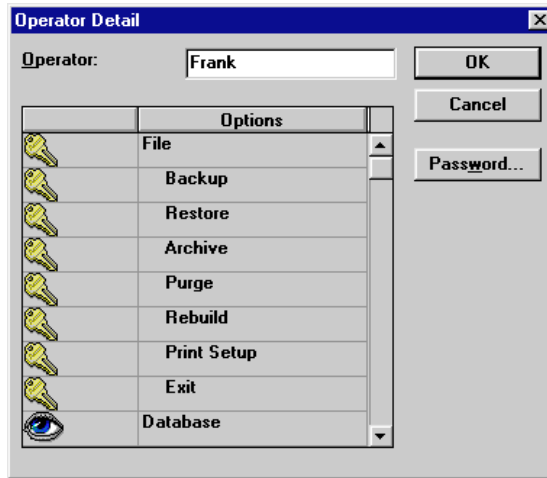 Operator Detail
Operator: Frank OK
Cancel
Options
Password...
File
Backup
Restore
Archive
Purge
Rebuild
Print Setup
Exit
Database